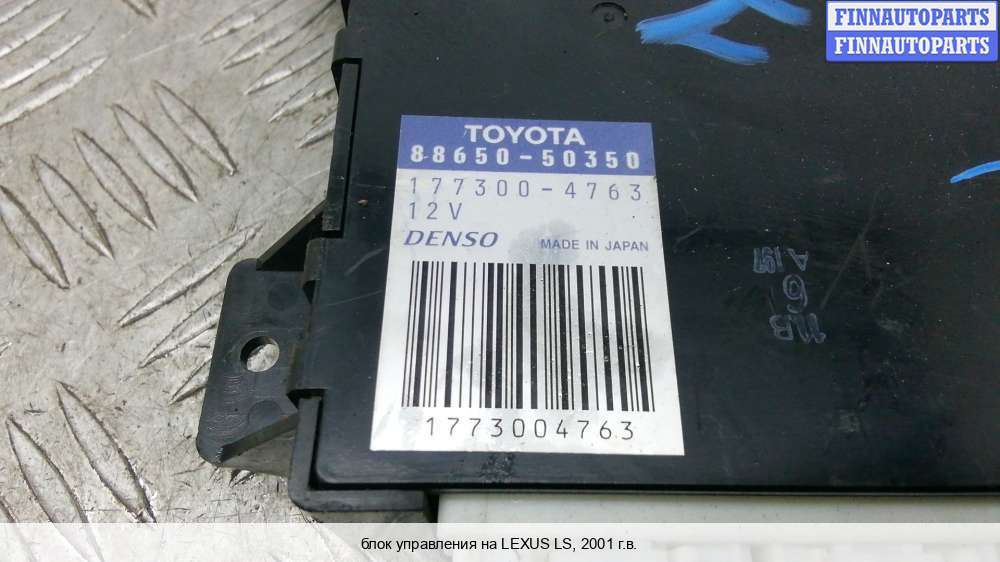 FINNAUTOPARTS
FINNAUTOPARTS
TOYOTA
88650-50350
177300-4763
12V
DENSO MADE IN JAPAN
1773004763
блок управления на LEXUS LS, 2001 г.в.